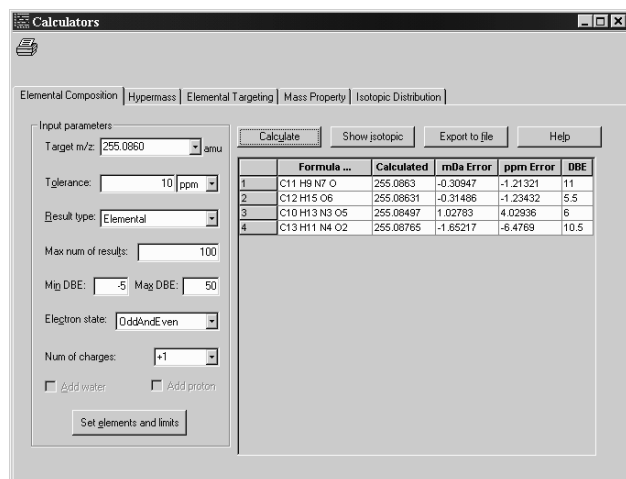 Calculators
Elemental Composition Hypermass Elemental Targeting Mass Property Isotopic Distribution
Input parameters
Target m/z: 255.0860 amu
Tolerance: 10 ppm
Result type: Elemental
Max num of results: 100
Min DBE: -5 Max DBE: 50
Electron state: OddAndEven
Num of charges: +1
Add water Add proton
Set elements and limits
Calculate Show isotopic Export to file Help
Formula ... Calculated mDa Error ppm Error DBE
1 C11 H9 N7 O 255.0863 -0.30947 -1.21321 11
2 C12 H15 O6 255.08631 -0.31486 -1.23432 5.5
3 C10 H13 N3 O5 255.08497 1.02783 4.02936 6
4 C13 H11 N4 O2 255.08765 -1.65217 -6.4769 10.5